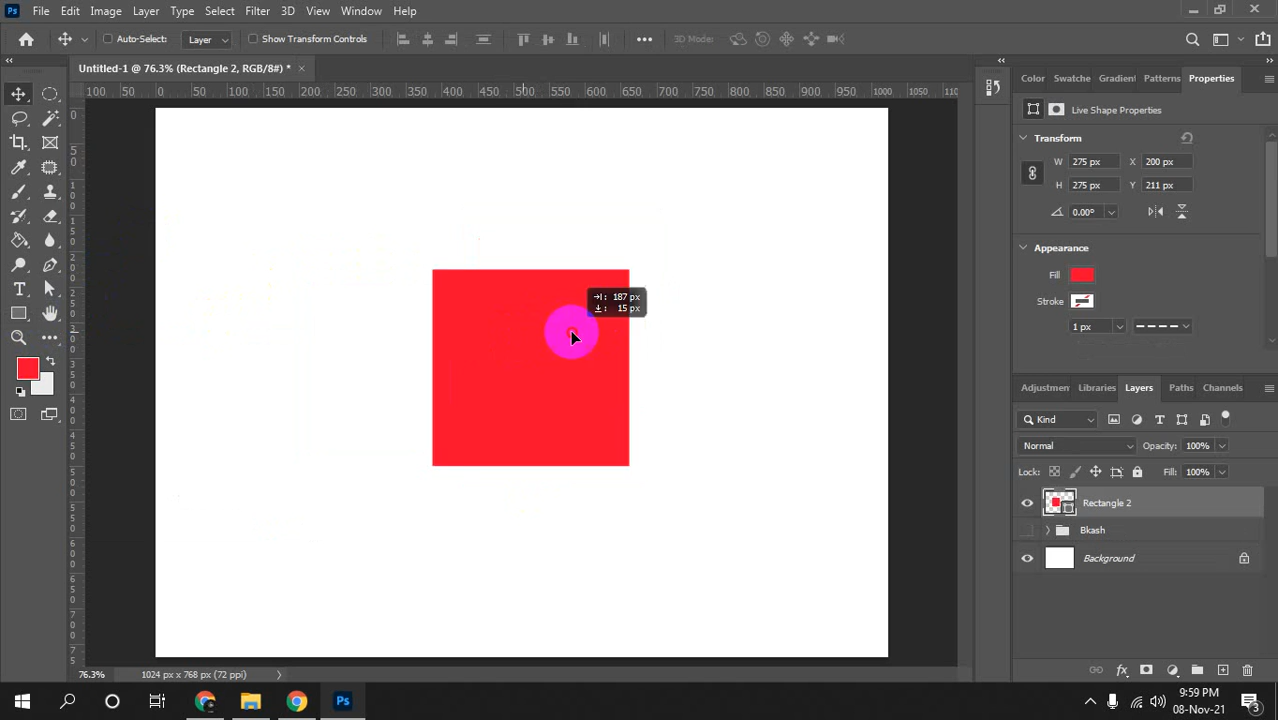 Ps File Edit Image Layer Type Select Filter 3D View Window Help
Auto-Select: Layer Show Transform Controls 3D Mode:
Untitled-1 @ 76.3% (Rectangle 2, RGB/8#) *
Color Swatche Gradient Patterns Properties
100 50 0 50 100 150 200 250 300 350 400 450 500 550 600 650 700 750 800 850 900 950 1000 1050
Live Shape Properties
Transform
W 275 px X 200 px
H 275 px Y 211 px
0.00°
Appearance
Fill
Stroke
1 px
187 px
15 px
Adjustmen Libraries Layers Paths Channels
Kind
Normal Opacity: 100%
Lock: Fill: 100%
Rectangle 2
Bkash
Background
76.3% 1024 px x 768 px (72 ppi)
Ps
9:59 PM
08-Nov-21
3